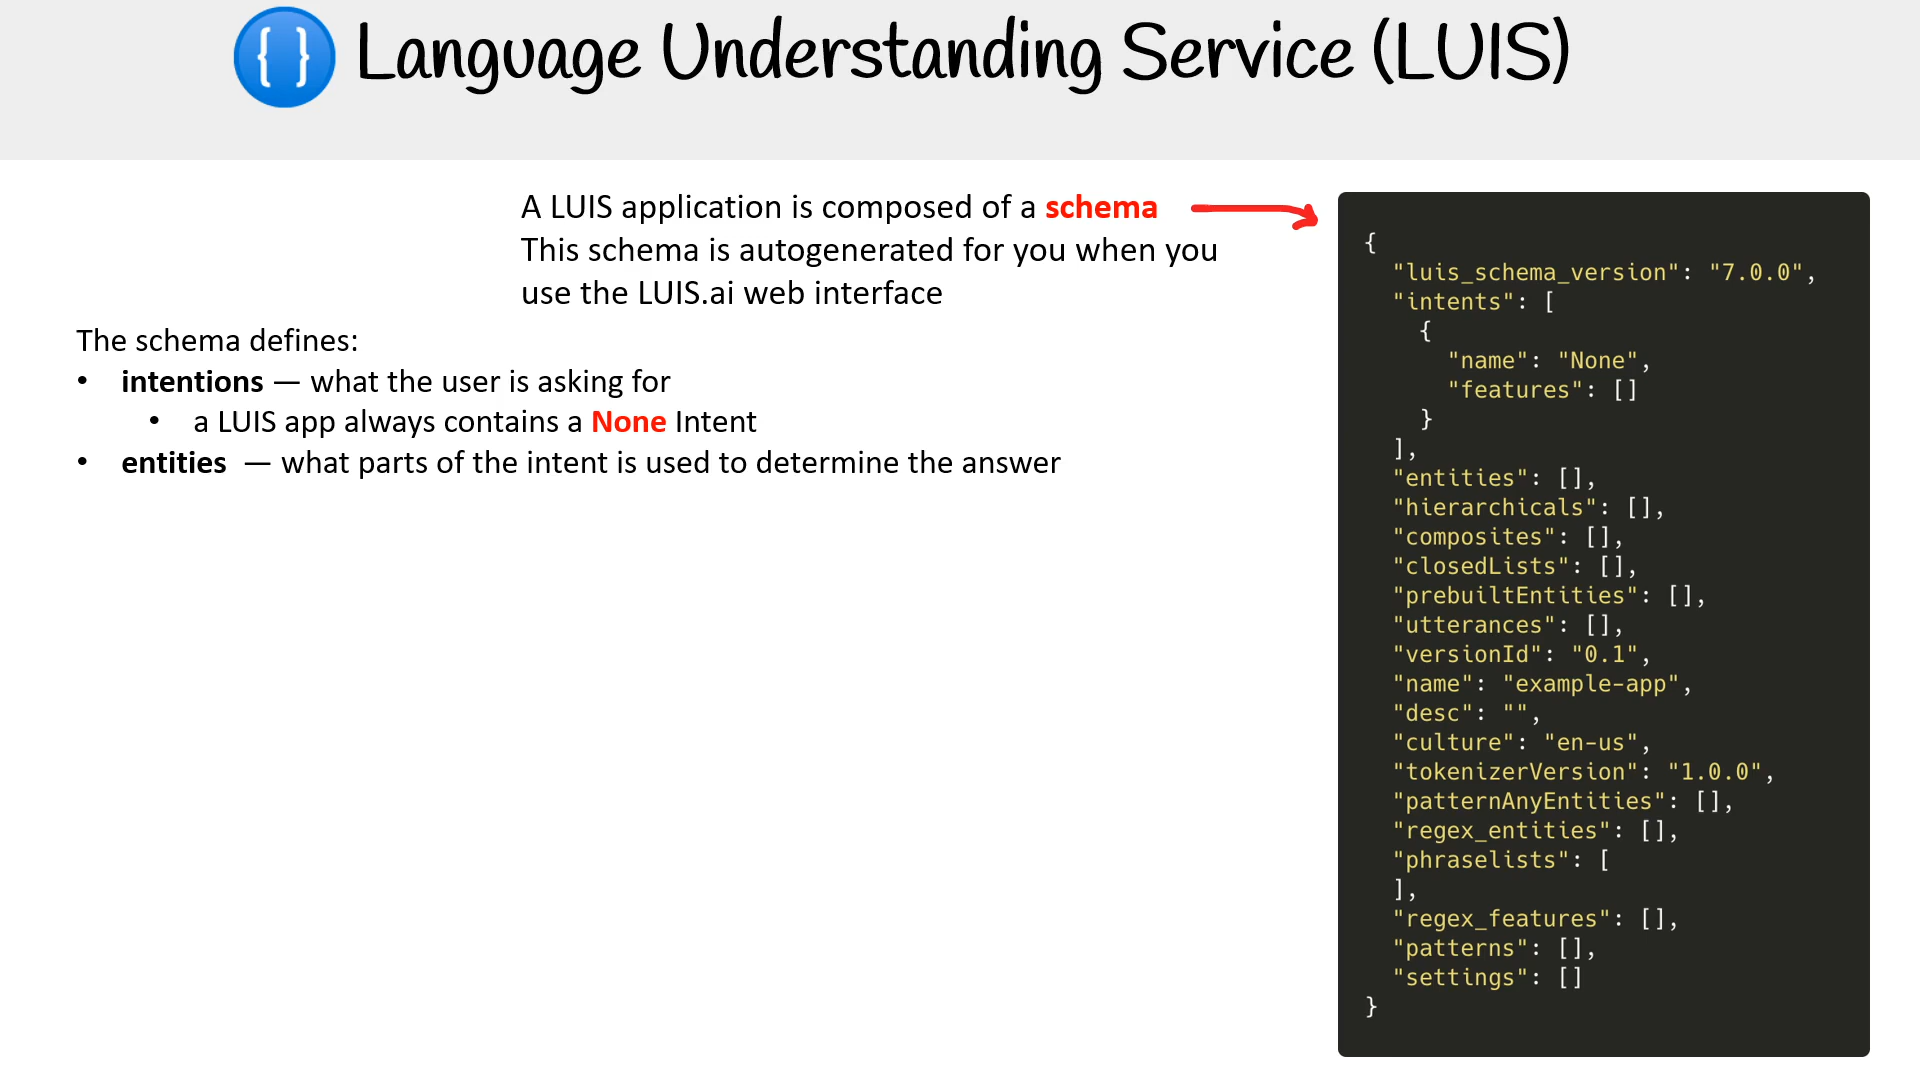 { } Language Understanding Service (LUIS)
A LUIS application is composed of a schema
This schema is autogenerated for you when you
use the LUIS.ai web interface
The schema defines:
• intentions — what the user is asking for
• a LUIS app always contains a None Intent
• entities — what parts of the intent is used to determine the answer
{
"luis_schema_version": "7.0.0",
"intents": [
{
"name": "None",
"features": []
}
],
"entities": [],
"hierarchicals": [],
"composites": [],
"closedLists": [],
"prebuiltEntities": [],
"utterances": [],
"versionId": "0.1",
"name": "example-app",
"desc": "",
"culture": "en-us",
"tokenizerVersion": "1.0.0",
"patternAnyEntities": [],
"regex_entities": [],
"phraselists": [
],
"regex_features": [],
"patterns": [],
"settings": []
}